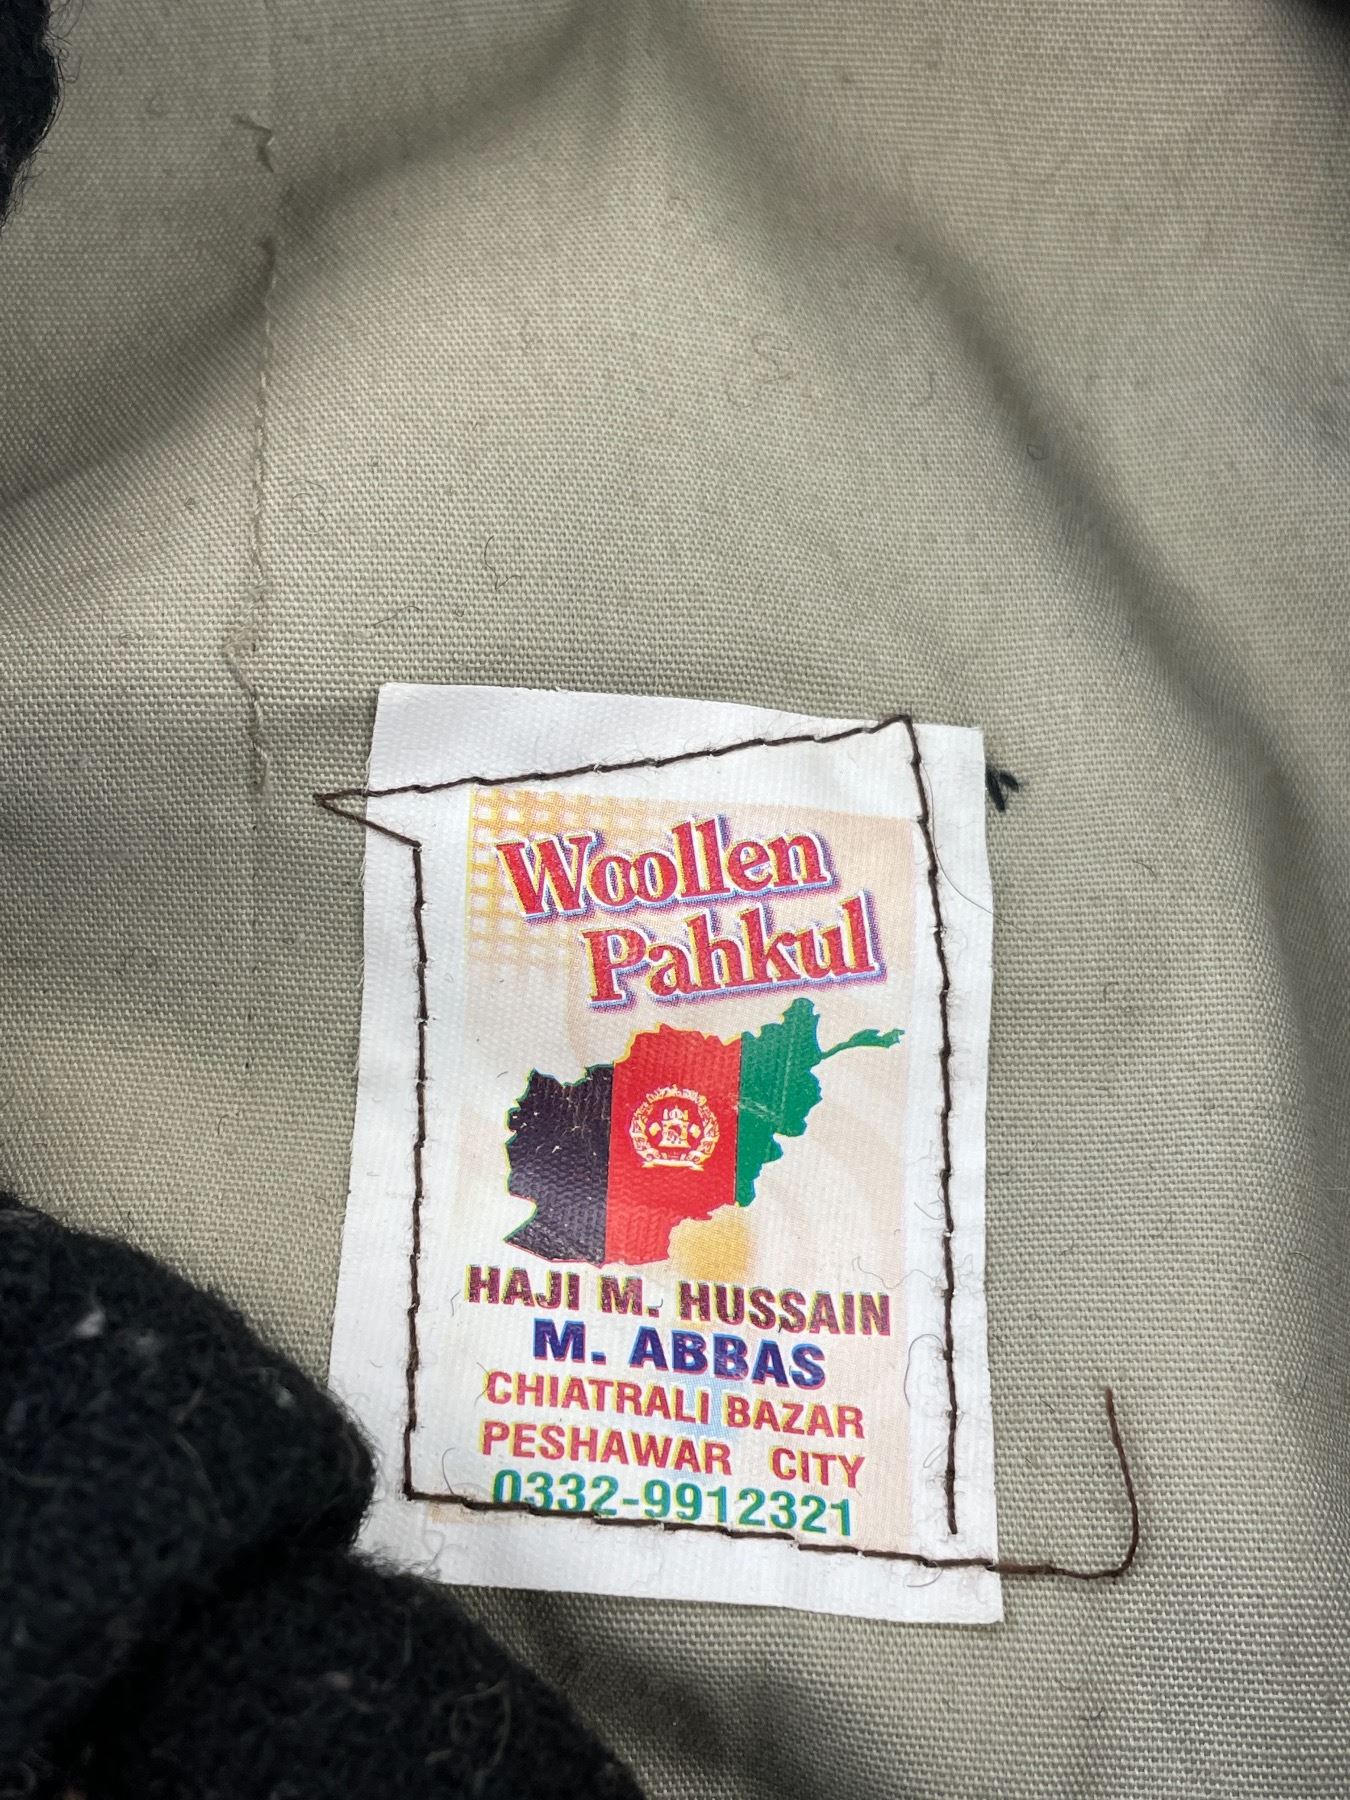 Woollen
Pahkul
HAJI M. HUSSAIN
M. ABBAS
CHIATRALI BAZAR
PESHAWAR CITY
0332-9912321